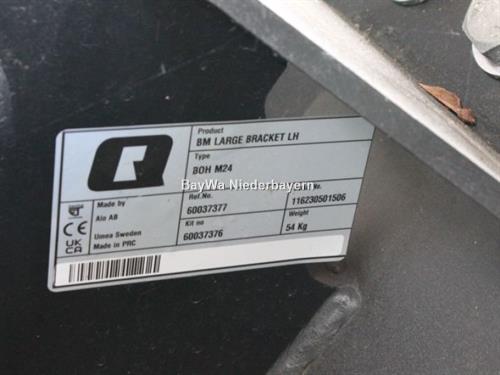 Q
Product
BM LARGE BRACKET LH
Type
BOH M24
BayWa Niederbayern
Ref.No. No.
60037377 116230501506
Made by
Alo AB
Kit no Weight
60037376 54 Kg
Umea Sweden
Made in PRC
CE
UK
CA